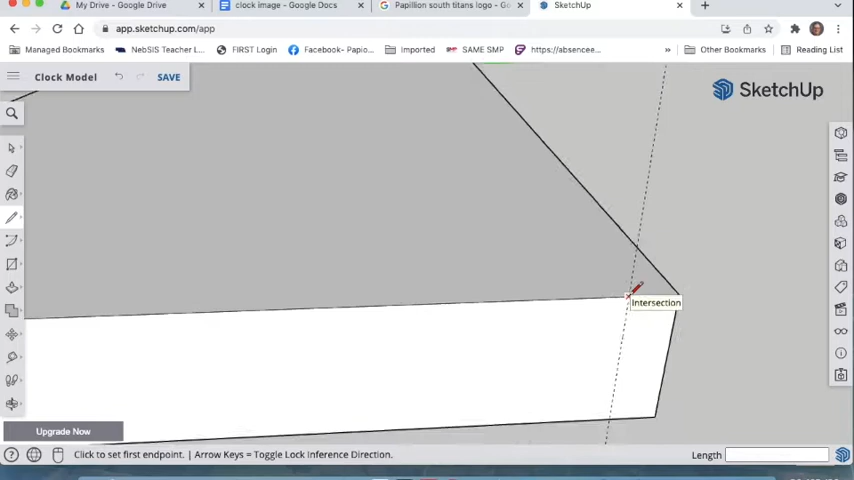 My Drive - Google Drive
clock image - Google Docs
Papillion south titans logo - Go
SketchUp
app.sketchup.com/app
Managed Bookmarks
NebSIS Teacher L...
FIRST Login
Facebook- Papio...
Imported
SAME SMP
https://absencee...
»
Other Bookmarks
Reading List
Clock Model
SAVE
SketchUp
Intersection
Upgrade Now
Click to set first endpoint. | Arrow Keys = Toggle Lock Inference Direction.
Length